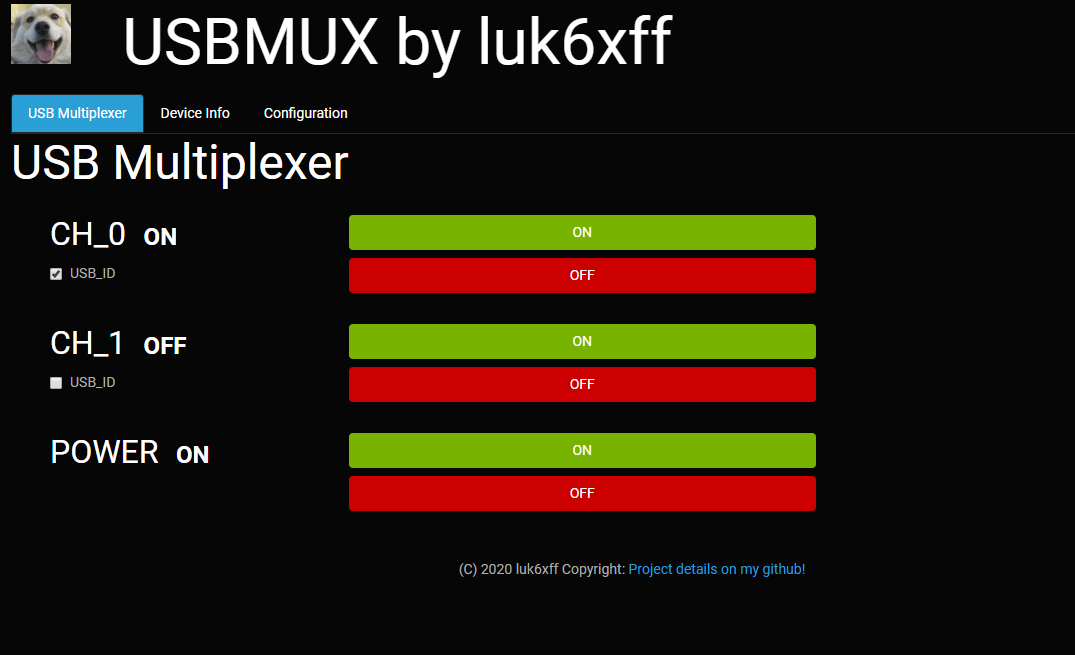 USBMUX by luk6xff
USB Multiplexer Device Info Configuration
USB Multiplexer
CH_0 ON
ON
USB_ID
OFF
CH_1 OFF
ON
USB_ID
OFF
POWER ON
ON
OFF
(C) 2020 luk6xff Copyright: Project details on my github!